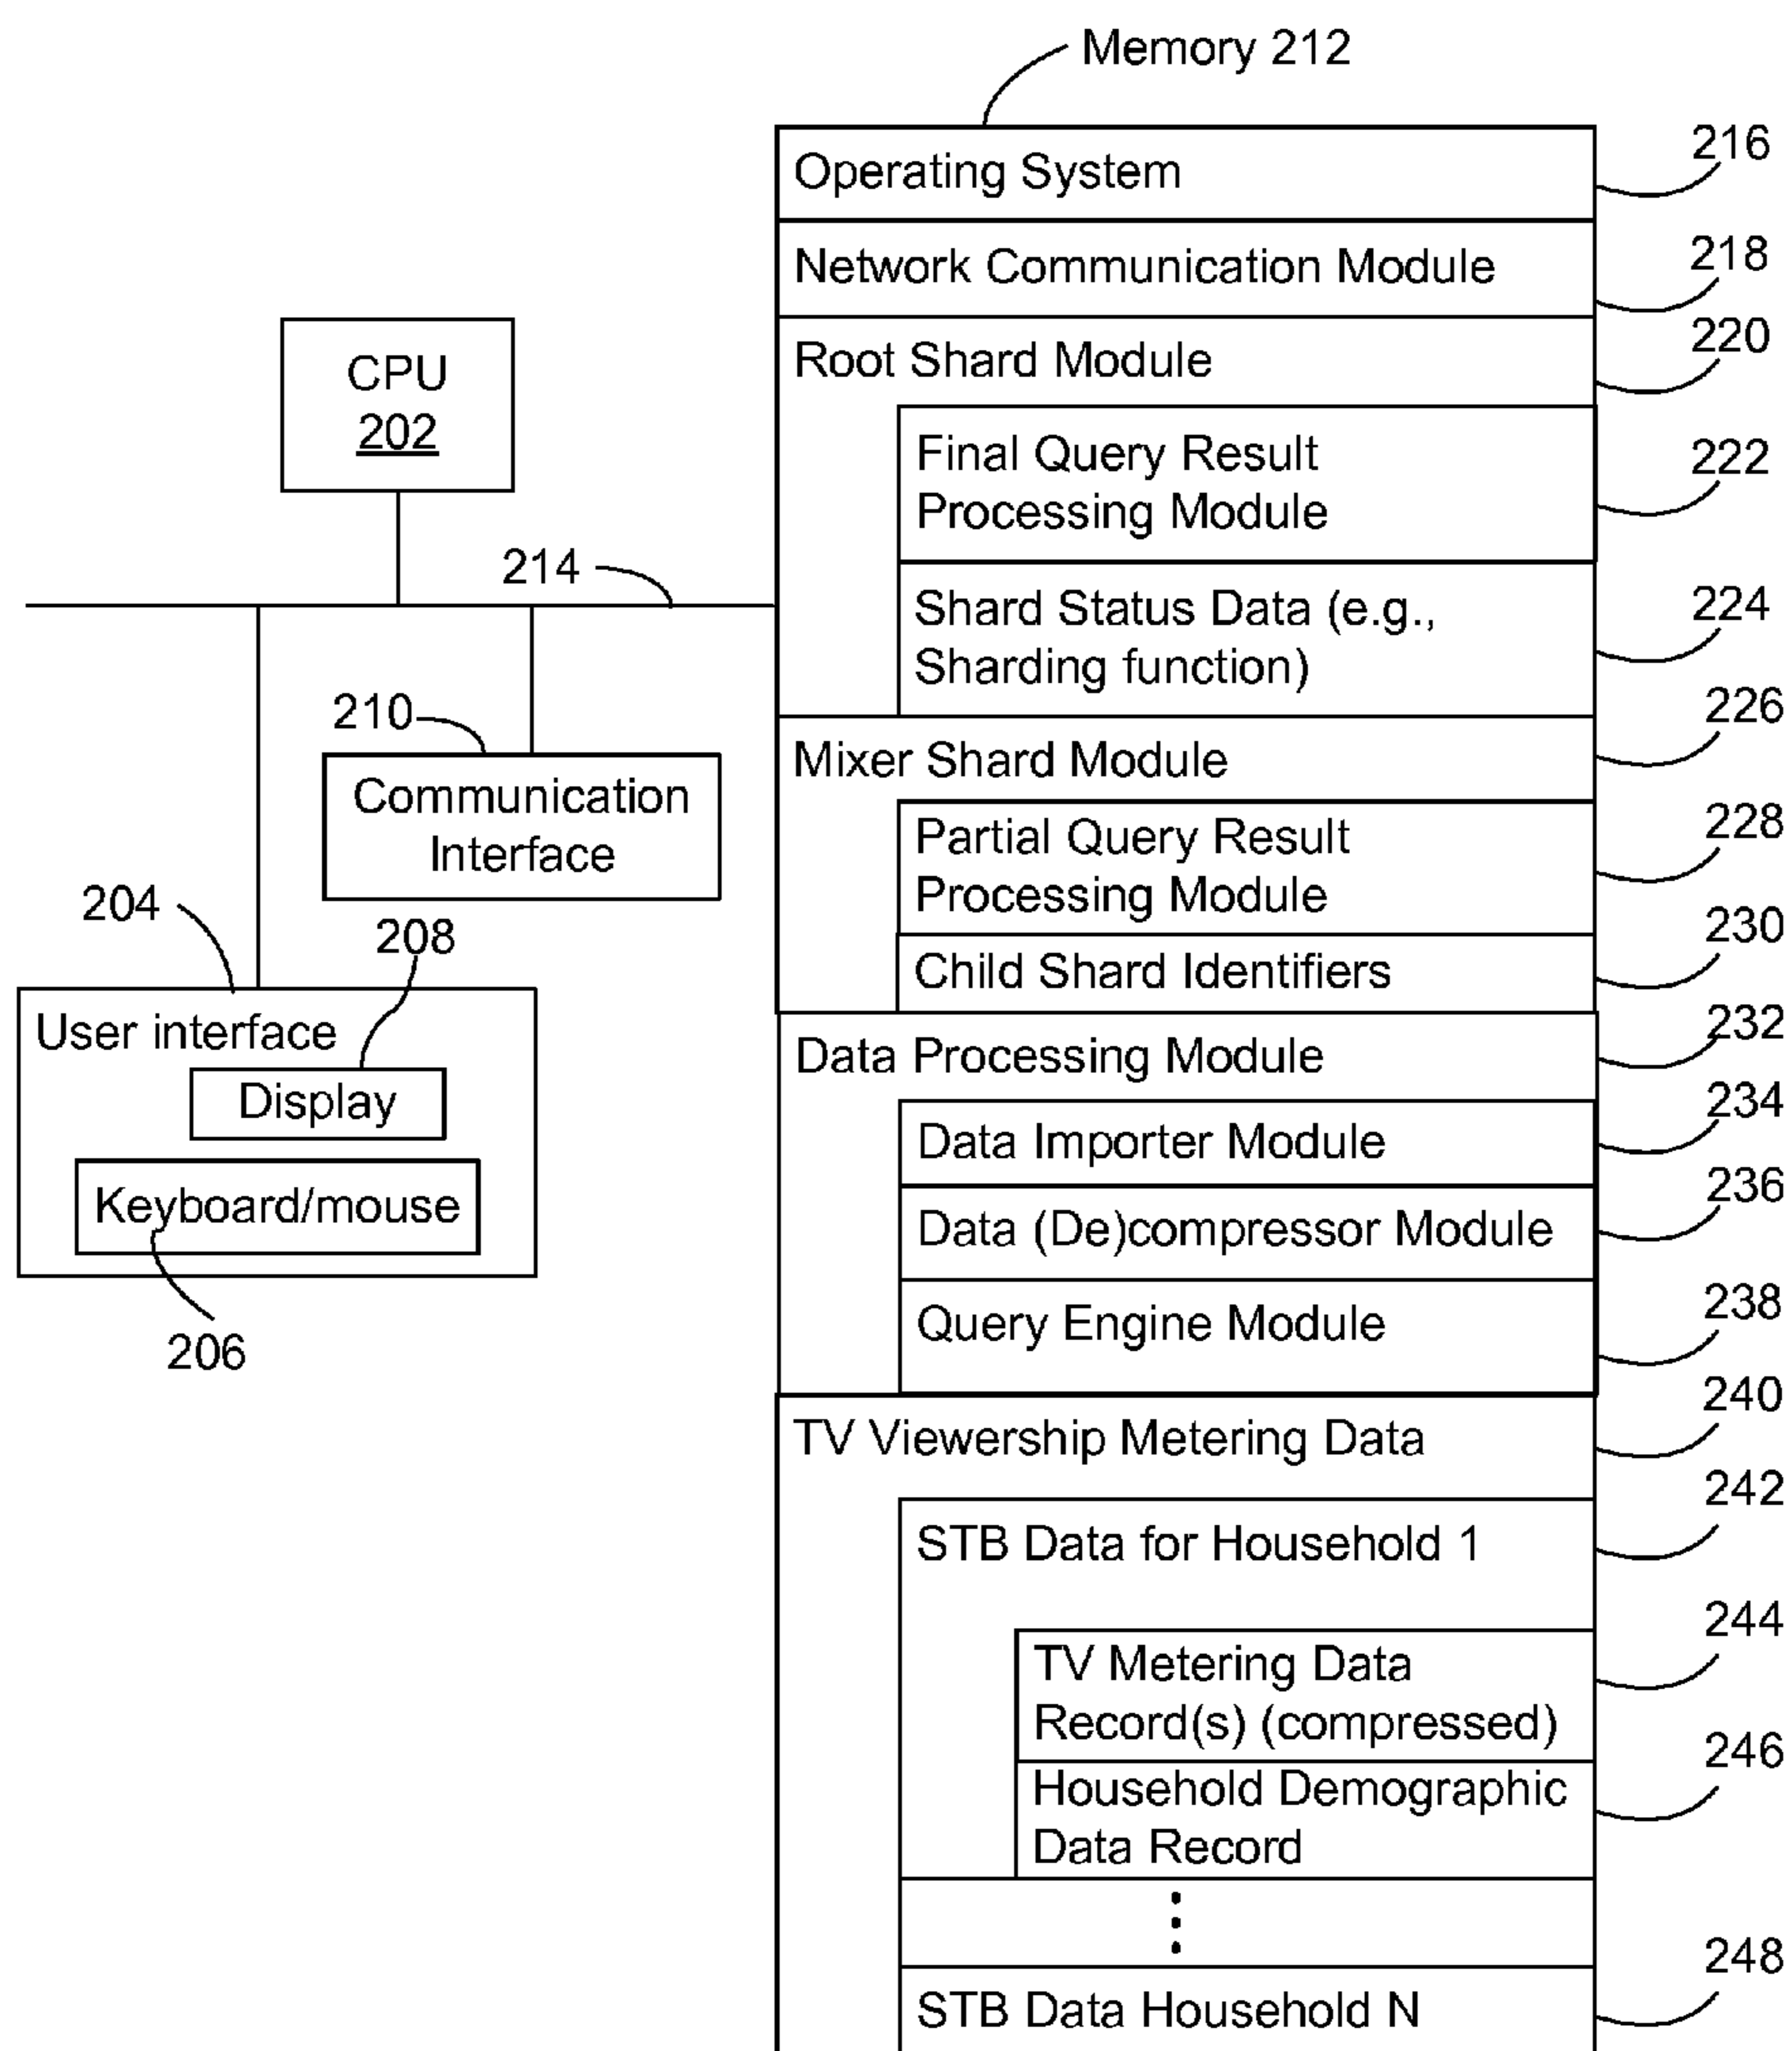 Memory 212
Operating System
216
Network Communication Module
218
Root Shard Module
220
Final Query Result
Processing Module
222
Shard Status Data (e.g.,
Sharding function)
224
Mixer Shard Module
226
Partial Query Result
Processing Module
228
Child Shard Identifiers
230
Data Processing Module
232
Data Importer Module
234
Data (De)compressor Module
236
Query Engine Module
238
TV Viewership Metering Data
240
STB Data for Household 1
242
TV Metering Data
Record(s) (compressed)
244
Household Demographic
Data Record
246
STB Data Household N
248
CPU
202
214
210
Communication
Interface
204
208
User interface
Display
Keyboard/mouse
206